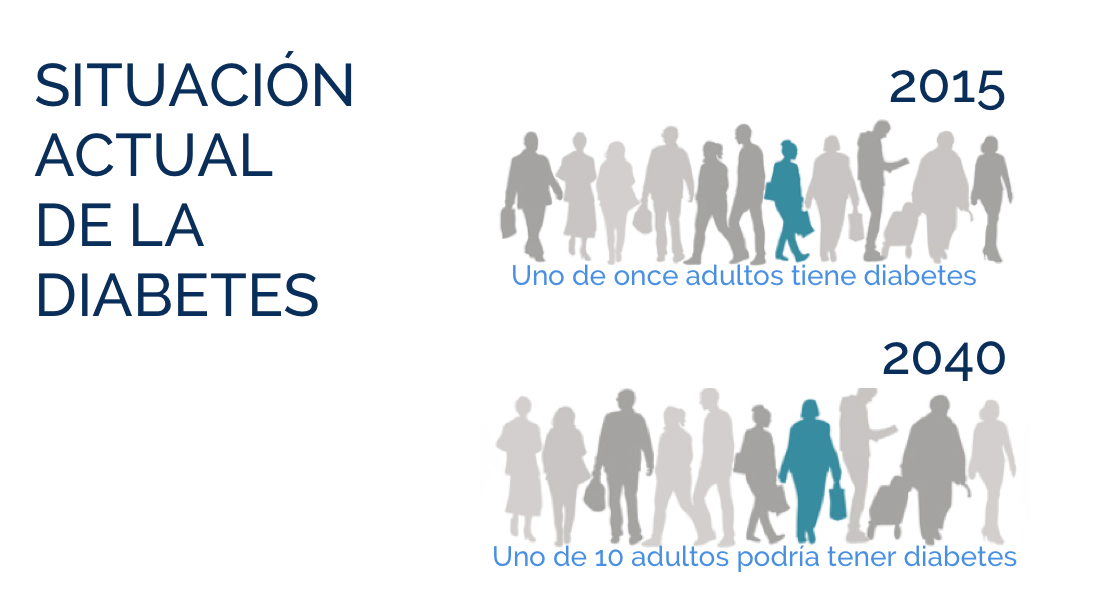 SITUACIÓN
ACTUAL
DE LA
DIABETES
2015
Uno de once adultos tiene diabetes
2040
Uno de 10 adultos podría tener diabetes